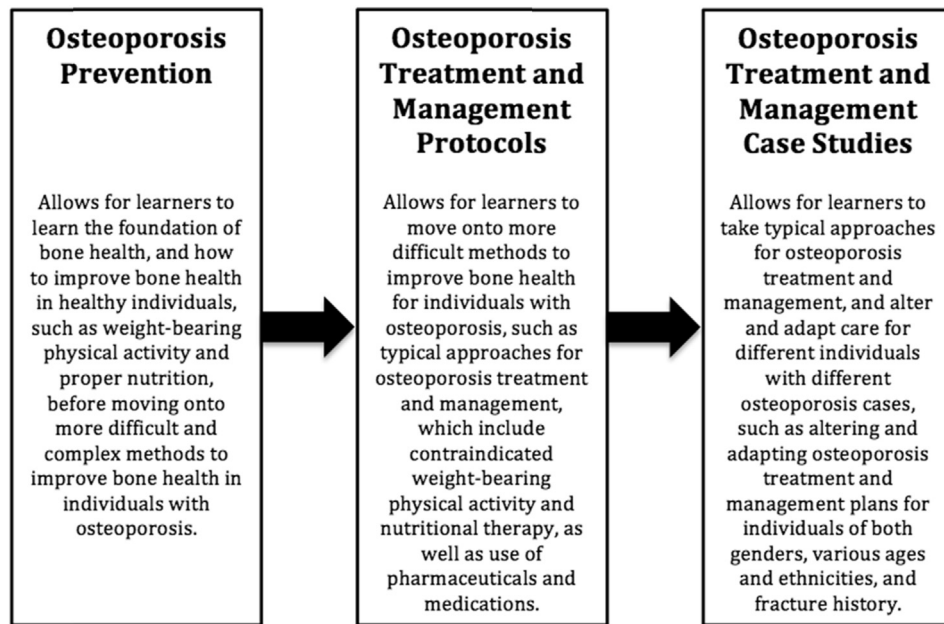 Osteoporosis
Prevention
Allows for learners to
learn the foundation of
bone health, and how
to improve bone health
in healthy individuals,
such as weight-bearing
physical activity and
proper nutrition,
before moving onto
more difficult and
complex methods to
improve bone health in
individuals with
osteoporosis.
Osteoporosis
Treatment and
Management
Protocols
Allows for learners to
move onto more
difficult methods to
improve bone health
for individuals with
osteoporosis, such as
typical approaches for
osteoporosis treatment
and management,
which include
contraindicated
weight-bearing
physical activity and
nutritional therapy, as
well as use of
pharmaceuticals and
medications.
Osteoporosis
Treatment and
Management
Case Studies
Allows for learners to
take typical approaches
for osteoporosis
treatment and
management, and alter
and adapt care for
different individuals
with different
osteoporosis cases,
such as altering and
adapting osteoporosis
treatment and
management plans for
individuals of both
genders, various ages
and ethnicities, and
fracture history.